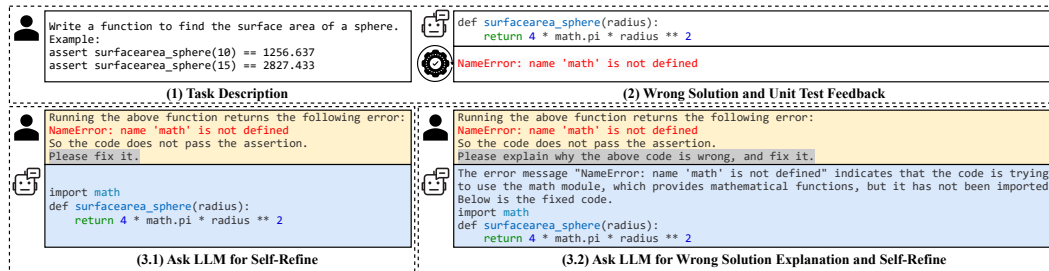 Write a function to find the surface area of a sphere.
Example:
assert surfacearea_sphere(10) == 1256.637
assert surfacearea_sphere(15) == 2827.433
(1) Task Description
def surfacearea_sphere(radius):
    return 4 * math.pi * radius ** 2
NameError: name 'math' is not defined
(2) Wrong Solution and Unit Test Feedback
Running the above function returns the following error:
NameError: name 'math' is not defined
So the code does not pass the assertion.
Please fix it.
import math
def surfacearea_sphere(radius):
    return 4 * math.pi * radius ** 2
(3.1) Ask LLM for Self-Refine
Running the above function returns the following error:
NameError: name 'math' is not defined
So the code does not pass the assertion.
Please explain why the above code is wrong, and fix it.
The error message "NameError: name 'math' is not defined" indicates that the code is trying
to use the math module, which provides mathematical functions, but it has not been imported
Below is the fixed code.
import math
def surfacearea_sphere(radius):
    return 4 * math.pi * radius ** 2
(3.2) Ask LLM for Wrong Solution Explanation and Self-Refine